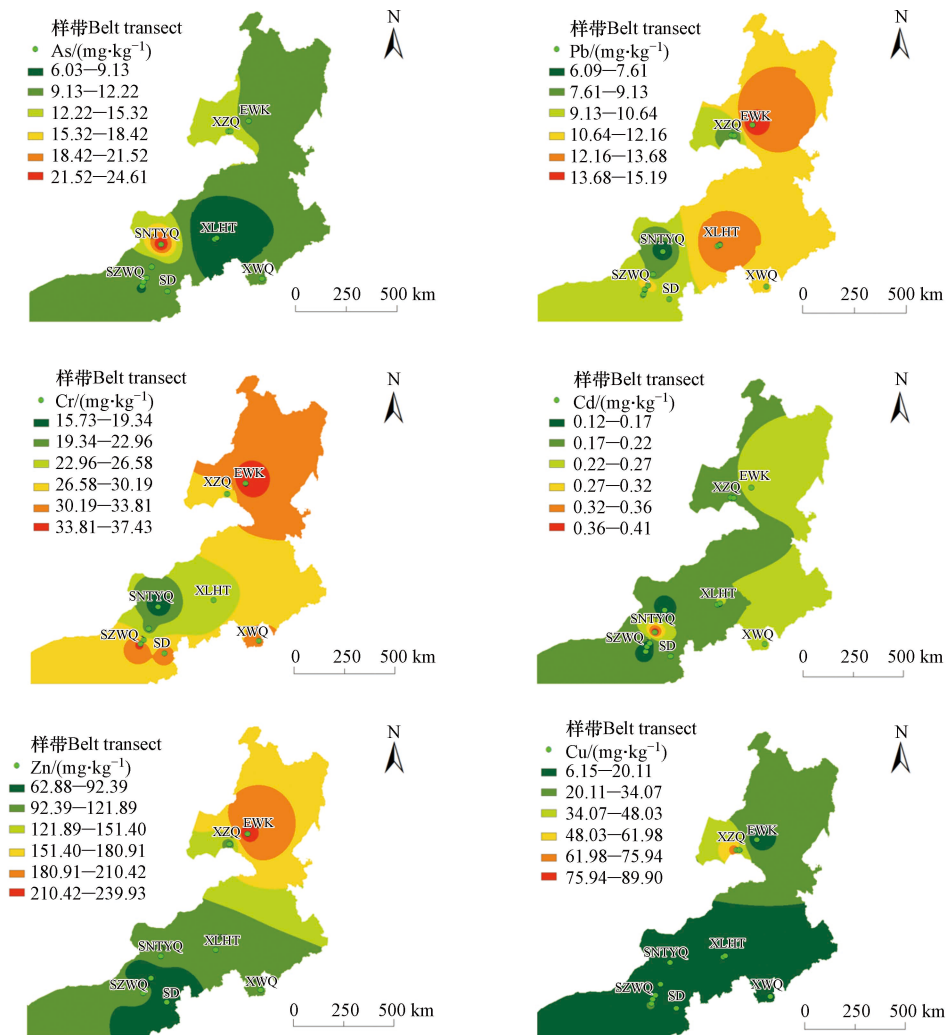 样带Belt transect
As/(mg·kg⁻¹)
6.03—9.13
9.13—12.22
12.22—15.32
15.32—18.42
18.42—21.52
21.52—24.61
N
EWK
XZQ
SNTYQ
XLHT
SZWQ
SD
XWQ
0 250 500 km
样带Belt transect
Pb/(mg·kg⁻¹)
6.09—7.61
7.61—9.13
9.13—10.64
10.64—12.16
12.16—13.68
13.68—15.19
N
EWK
XZQ
SNTYQ
XLHT
SZWQ
SD
XWQ
0 250 500 km
样带Belt transect
Cr/(mg·kg⁻¹)
15.73—19.34
19.34—22.96
22.96—26.58
26.58—30.19
30.19—33.81
33.81—37.43
N
EWK
XZQ
SNTYQ
XLHT
SZWQ
SD
XWQ
0 250 500 km
样带Belt transect
Cd/(mg·kg⁻¹)
0.12—0.17
0.17—0.22
0.22—0.27
0.27—0.32
0.32—0.36
0.36—0.41
N
EWK
XZQ
XLHT
SNTYQ
SZWQ
SD
XWQ
0 250 500 km
样带Belt transect
Zn/(mg·kg⁻¹)
62.88—92.39
92.39—121.89
121.89—151.40
151.40—180.91
180.91—210.42
210.42—239.93
N
EWK
XZQ
SNTYQ
XLHT
SZWQ
SD
XWQ
0 250 500 km
样带Belt transect
Cu/(mg·kg⁻¹)
6.15—20.11
20.11—34.07
34.07—48.03
48.03—61.98
61.98—75.94
75.94—89.90
N
EWK
XZQ
SNTYQ
XLHT
SZWQ
SD
XWQ
0 250 500 km